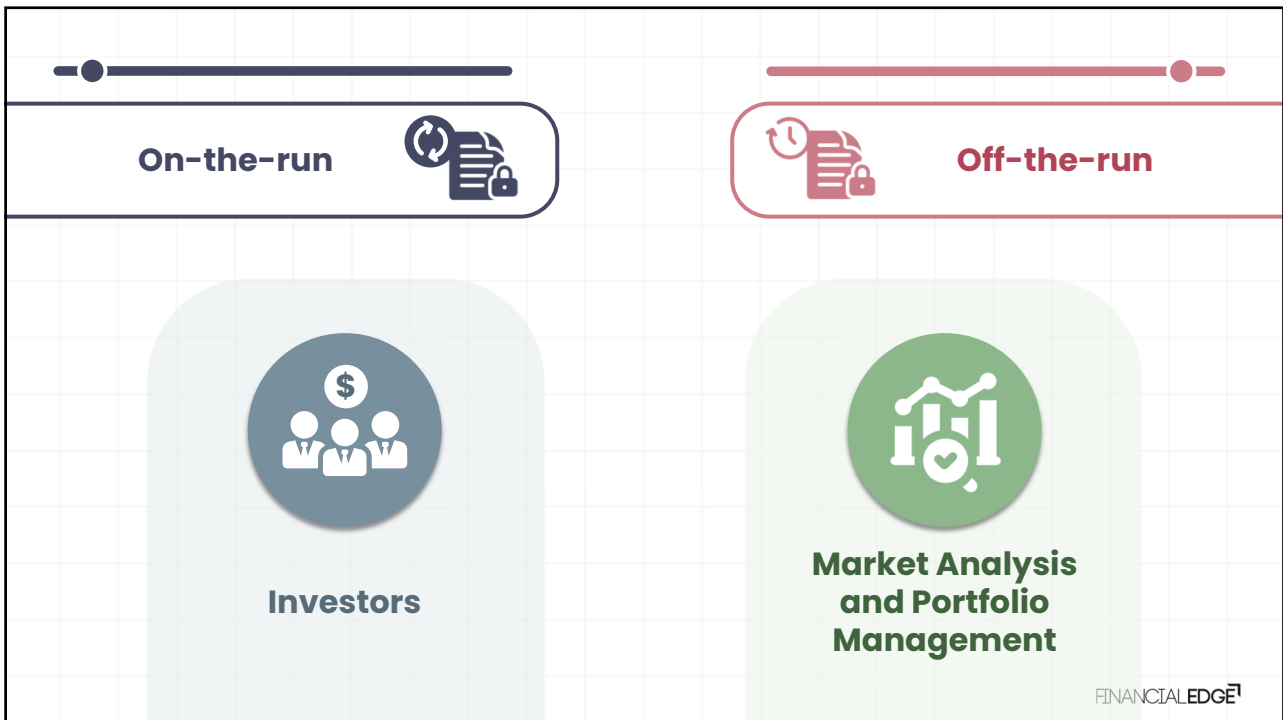 On-the-run
Off-the-run
$
Investors
Market Analysis
and Portfolio
Management
FINANCIALEDGE